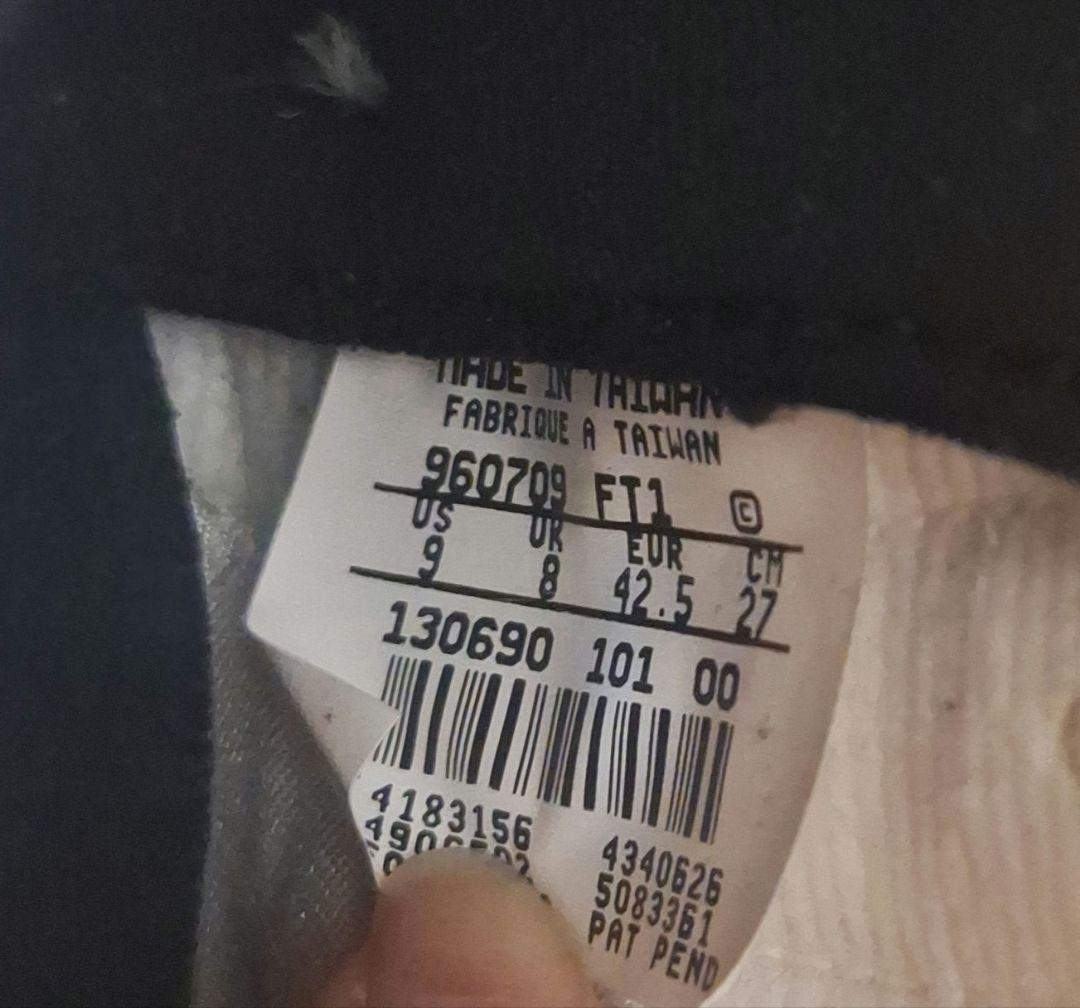 MADE IN TAIWAN
FABRIQUE A TAIWAN
960709 FT1 ©
US UK EUR CM
9 8 42.5 27
130690 101 00
4183156 4340626
5083361
PAT PEND